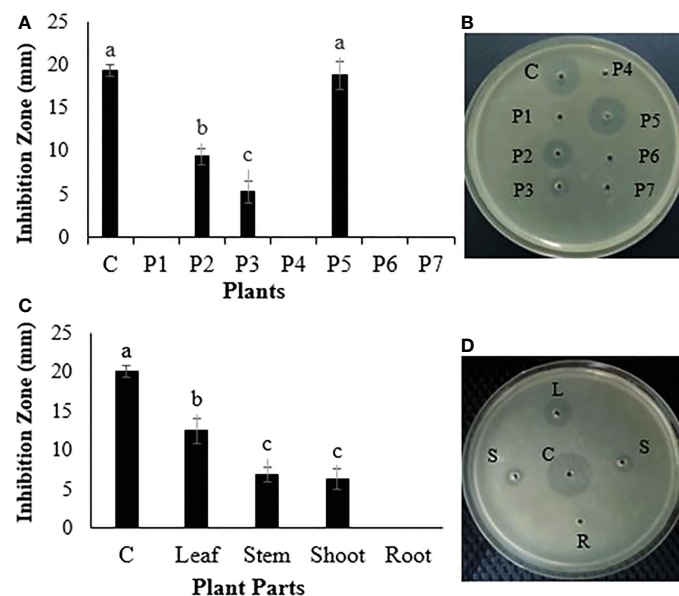 A
Inhibition Zone (mm)
25
20
15
10
5
0
a
b
c
a
C P1 P2 P3 P4 P5 P6 P7
Plants
B
C P4
P1 P5
P2 P6
P3 P7
C
Inhibition Zone (mm)
25
20
15
10
5
0
a
b
c
c
C Leaf Stem Shoot Root
Plant Parts
D
L
S C S
R